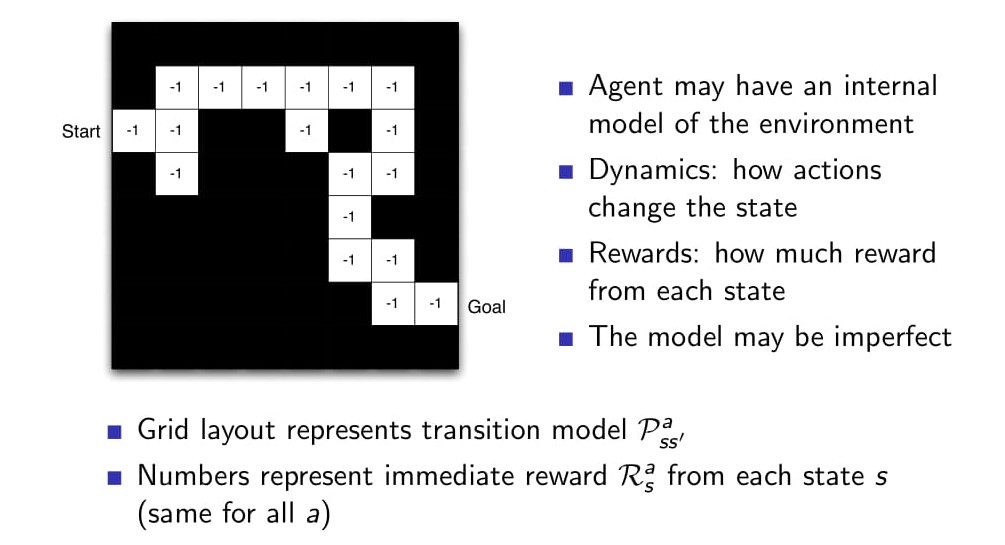 -1 -1 -1 -1 -1 -1
Start -1 -1 -1 -1
-1 -1 -1
-1
-1 -1
-1 -1 Goal
■ Agent may have an internal
model of the environment
■ Dynamics: how actions
change the state
■ Rewards: how much reward
from each state
■ The model may be imperfect
■ Grid layout represents transition model 𝒫ᵃₛₛ′
■ Numbers represent immediate reward ℛᵃₛ from each state s
(same for all a)